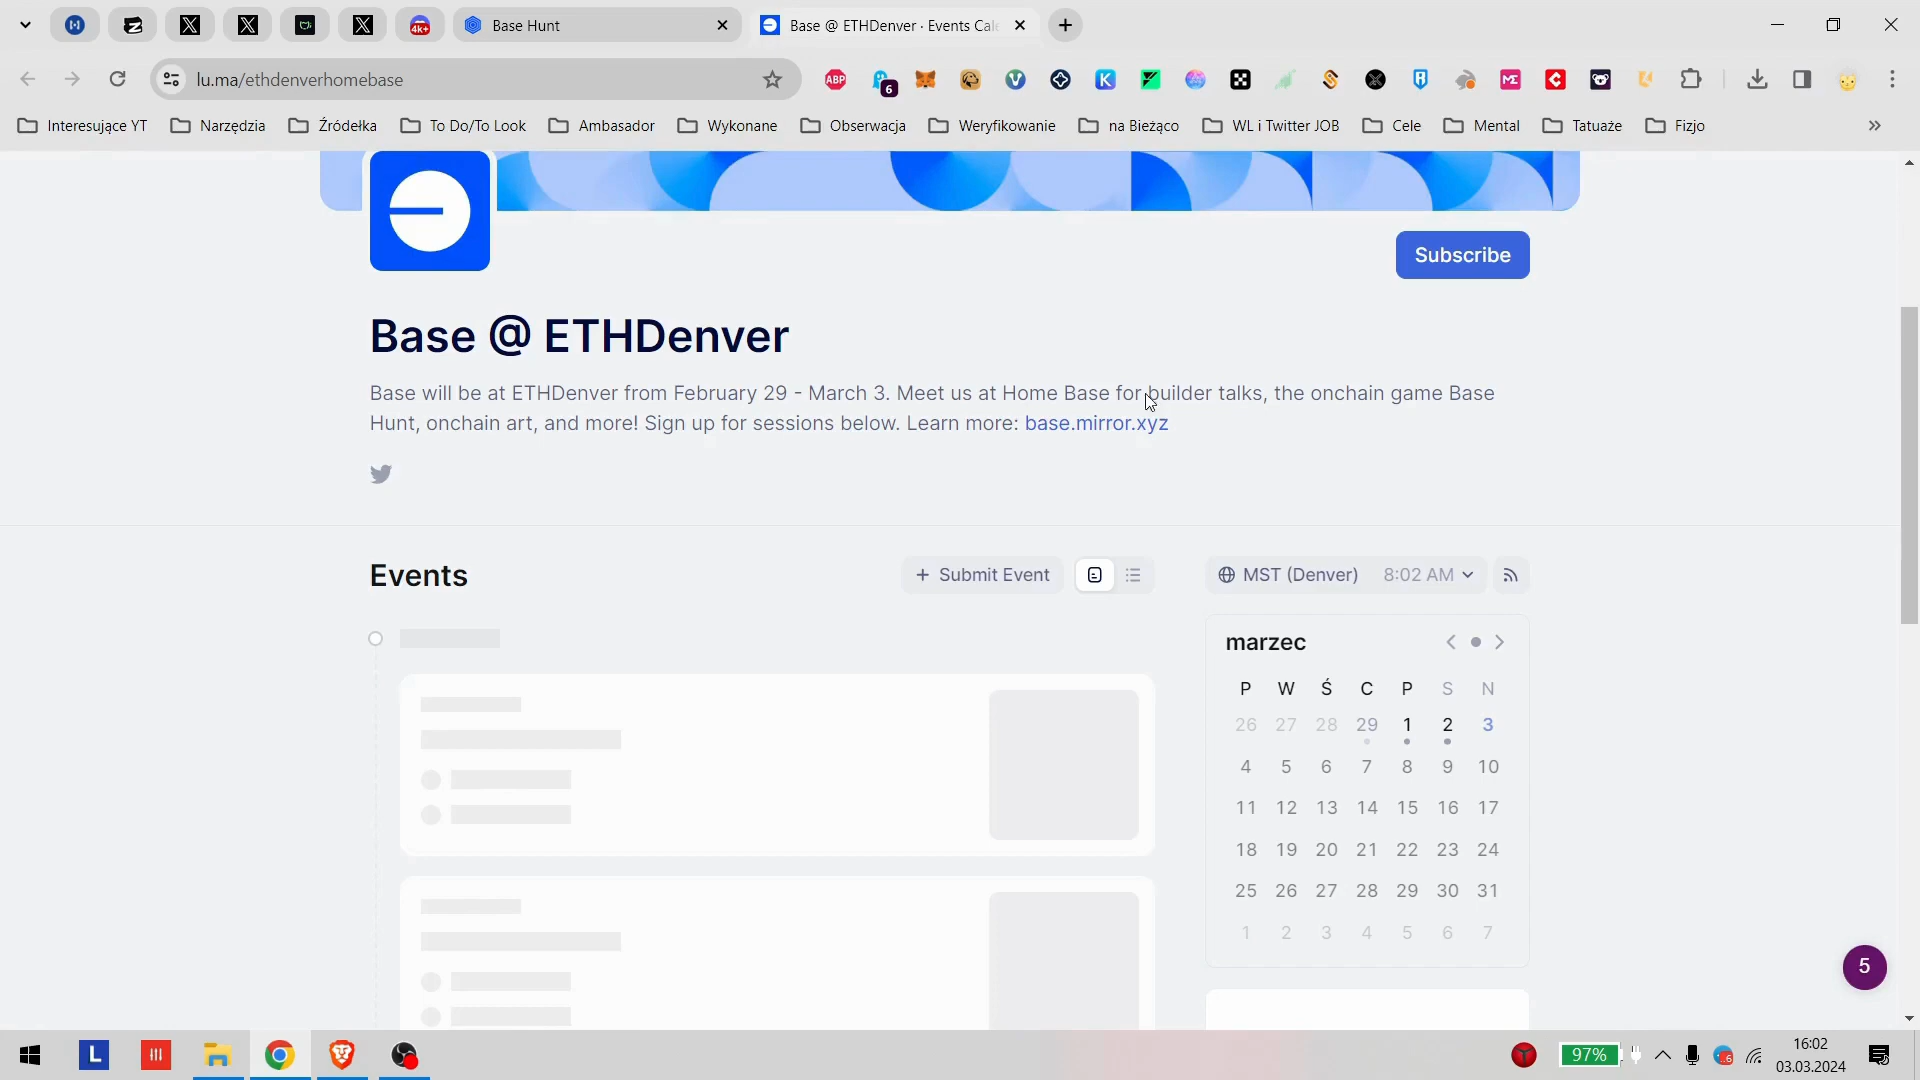 4K+
Base Hunt
Base @ ETHDenver · Events Cale
lu.ma/ethdenverhomebase
ABP
6
Interesujące YT
Narzędzia
Źródełka
To Do/To Look
Ambasador
Wykonane
Obserwacja
Weryfikowanie
na Bieżąco
WL i Twitter JOB
Cele
Mental
Tatuaże
Fizjo
Subscribe
Base @ ETHDenver
Base will be at ETHDenver from February 29 - March 3. Meet us at Home Base for builder talks, the onchain game Base
Hunt, onchain art, and more! Sign up for sessions below. Learn more: base.mirror.xyz
Events
+ Submit Event
MST (Denver) 8:02 AM
marzec
P W Ś C P S N
26 27 28 29 1 2 3
4 5 6 7 8 9 10
11 12 13 14 15 16 17
18 19 20 21 22 23 24
25 26 27 28 29 30 31
1 2 3 4 5 6 7
5
L
97%
16:02
03.03.2024